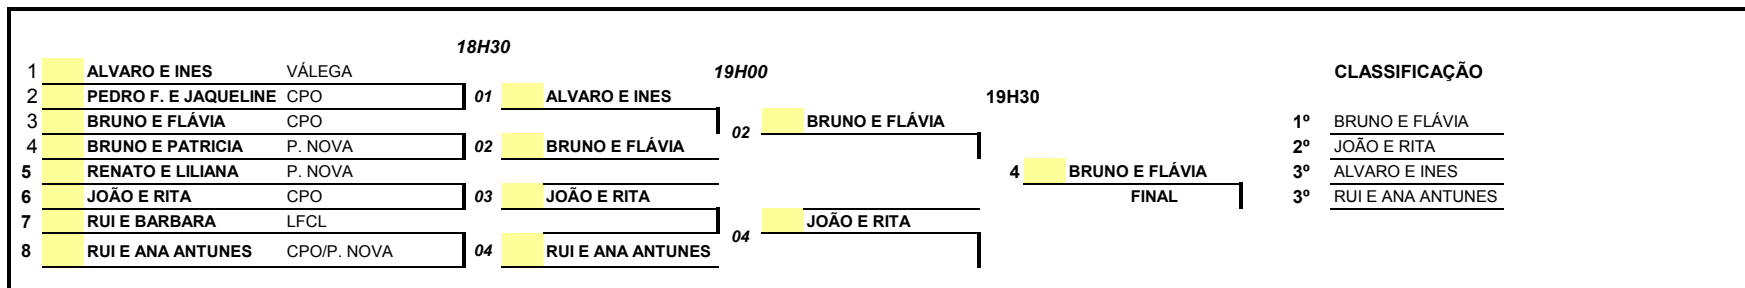 18H30
1 ALVARO E INES VÁLEGA 19H00 CLASSIFICAÇÃO
2 PEDRO F. E JAQUELINE CPO 01 ALVARO E INES 19H30
3 BRUNO E FLÁVIA CPO 02 BRUNO E FLÁVIA 1º BRUNO E FLÁVIA
4 BRUNO E PATRICIA P. NOVA 02 BRUNO E FLÁVIA 2º JOÃO E RITA
5 RENATO E LILIANA P. NOVA 4 BRUNO E FLÁVIA 3º ALVARO E INES
6 JOÃO E RITA CPO 03 JOÃO E RITA FINAL 3º RUI E ANA ANTUNES
7 RUI E BARBARA LFCL 04 JOÃO E RITA
8 RUI E ANA ANTUNES CPO/P. NOVA 04 RUI E ANA ANTUNES